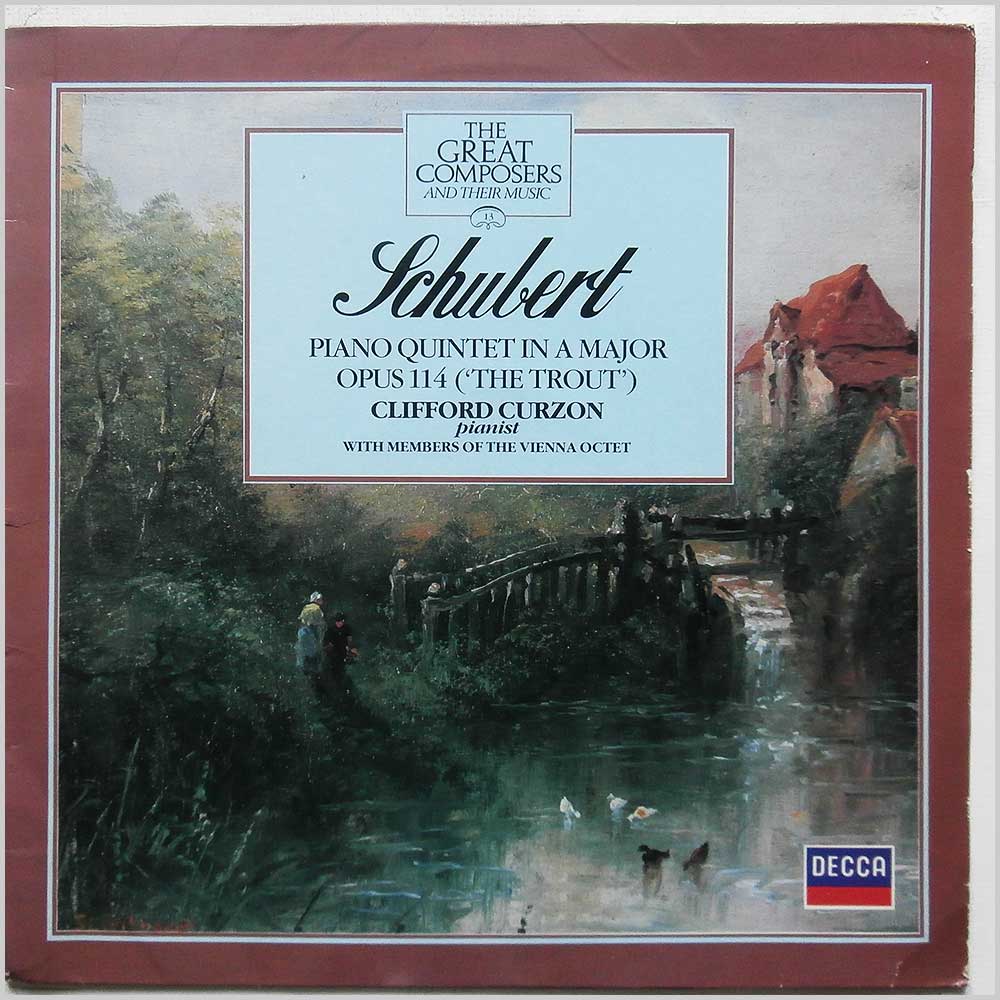 THE
GREAT
COMPOSERS
AND THEIR MUSIC
13
Schubert
PIANO QUINTET IN A MAJOR
OPUS 114 (‘THE TROUT’)
CLIFFORD CURZON
pianist
WITH MEMBERS OF THE VIENNA OCTET
DECCA